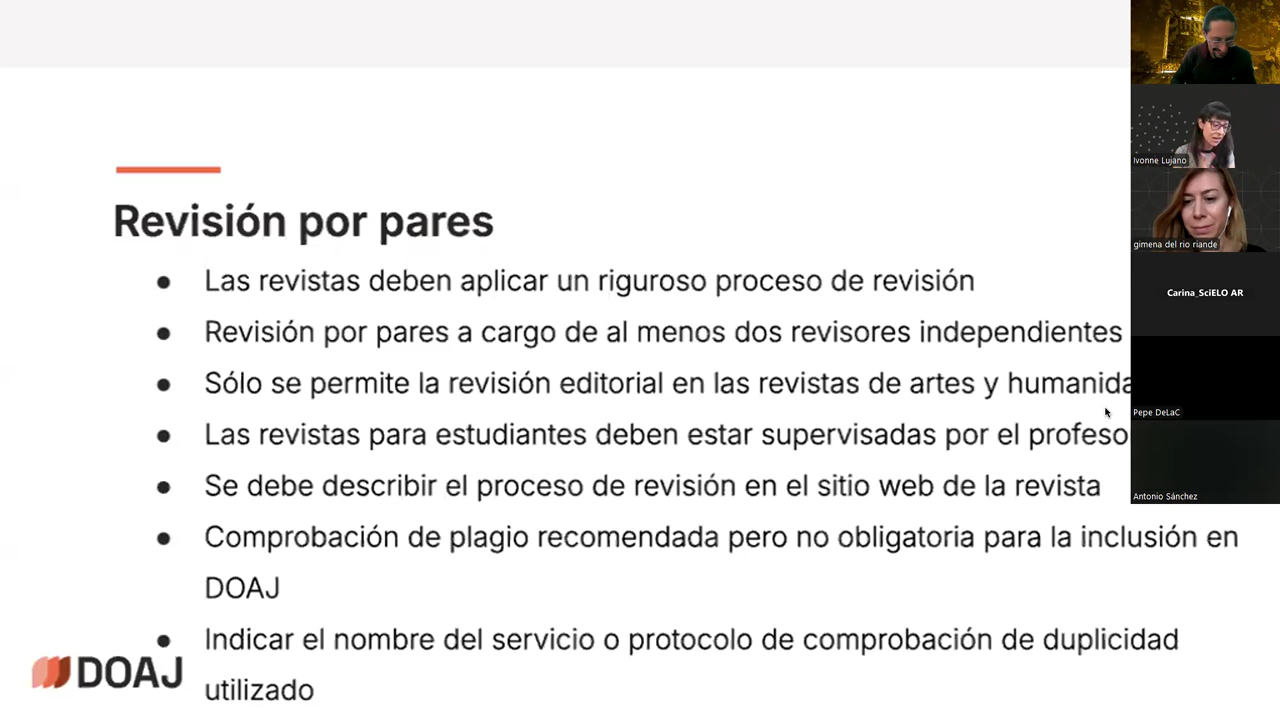 Revisión por pares
● Las revistas deben aplicar un riguroso proceso de revisión
● Revisión por pares a cargo de al menos dos revisores independientes
● Sólo se permite la revisión editorial en las revistas de artes y humanida
● Las revistas para estudiantes deben estar supervisadas por el profeso
● Se debe describir el proceso de revisión en el sitio web de la revista
● Comprobación de plagio recomendada pero no obligatoria para la inclusión en
DOAJ
● Indicar el nombre del servicio o protocolo de comprobación de duplicidad
utilizado
DOAJ
Ivonne Lujano
gimena del rio riande
Carina_SciELO AR
Pepe DeLaC
Antonio Sánchez